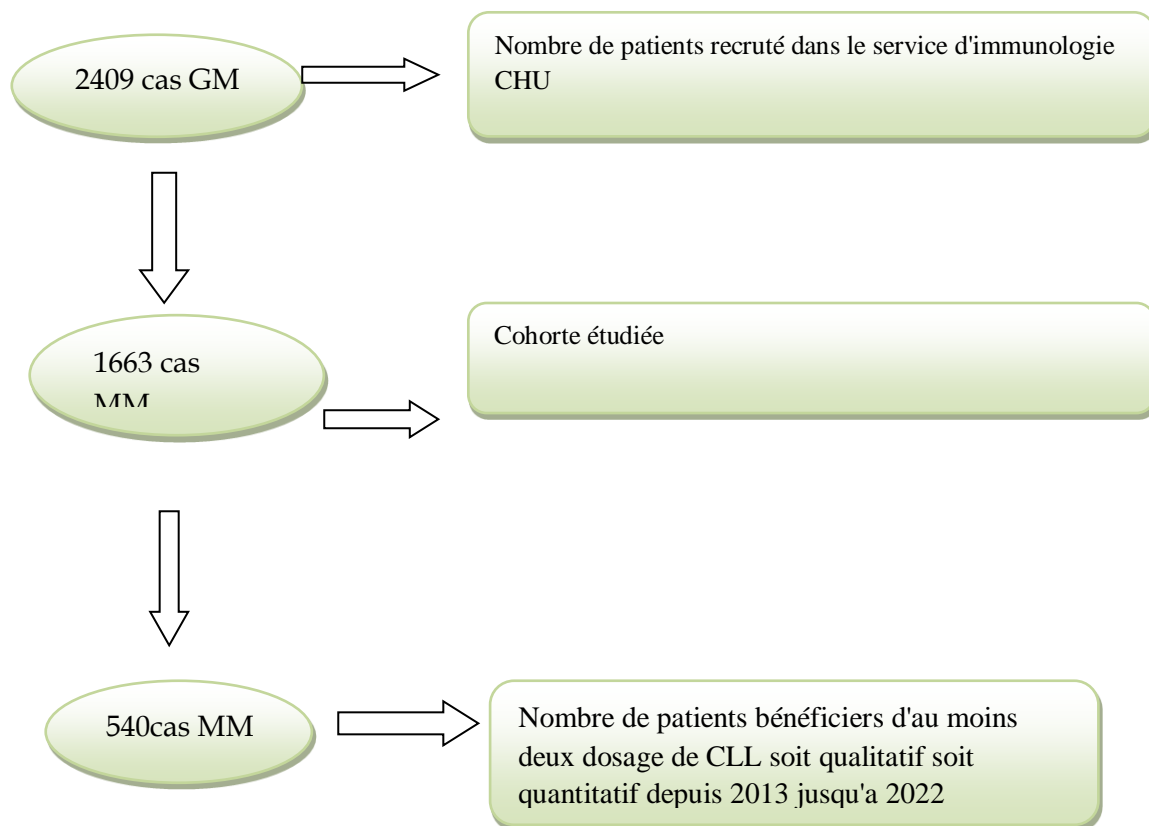 2409 cas GM
Nombre de patients recruté dans le service d'immunologie
CHU
1663 cas
MM
Cohorte étudiée
540cas MM
Nombre de patients bénéficiers d'au moins
deux dosage de CLL soit qualitatif soit
quantitatif depuis 2013 jusqu'a 2022